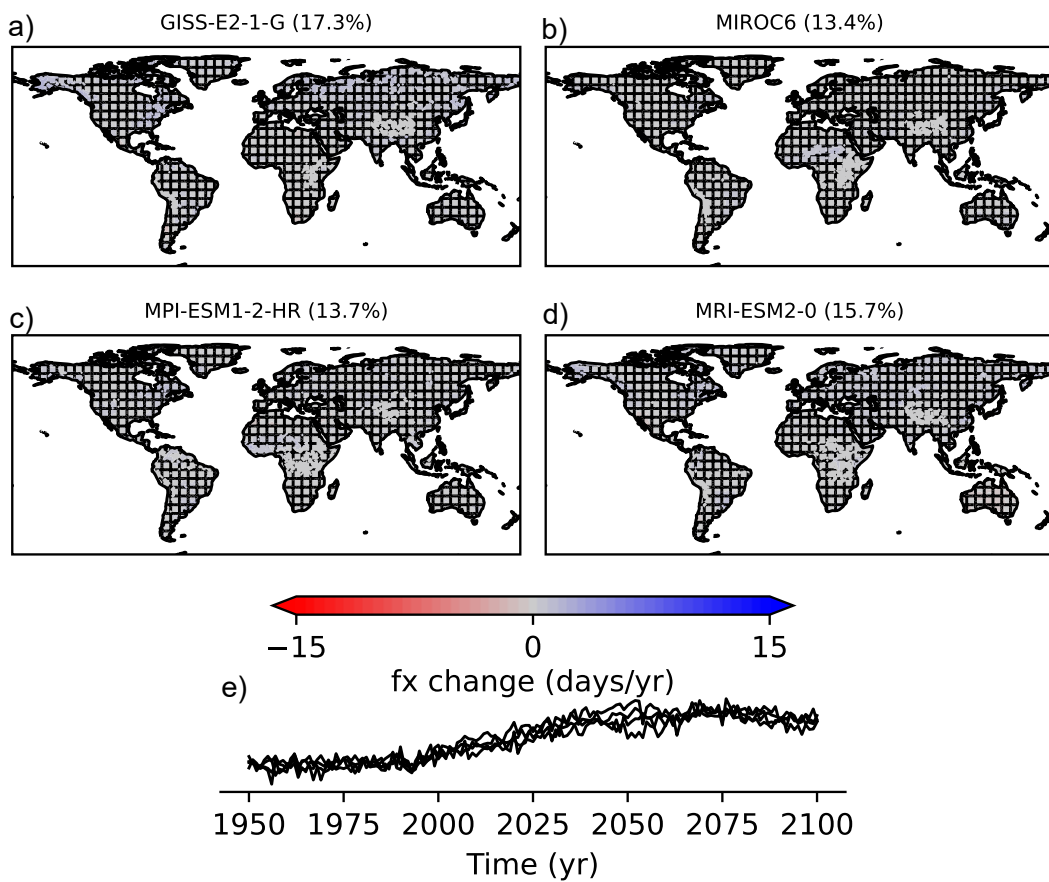 a) GISS-E2-1-G (17.3%)
b) MIROC6 (13.4%)
c) MPI-ESM1-2-HR (13.7%)
d) MRI-ESM2-0 (15.7%)
−15 0 15
fx change (days/yr)
e)
1950 1975 2000 2025 2050 2075 2100
Time (yr)